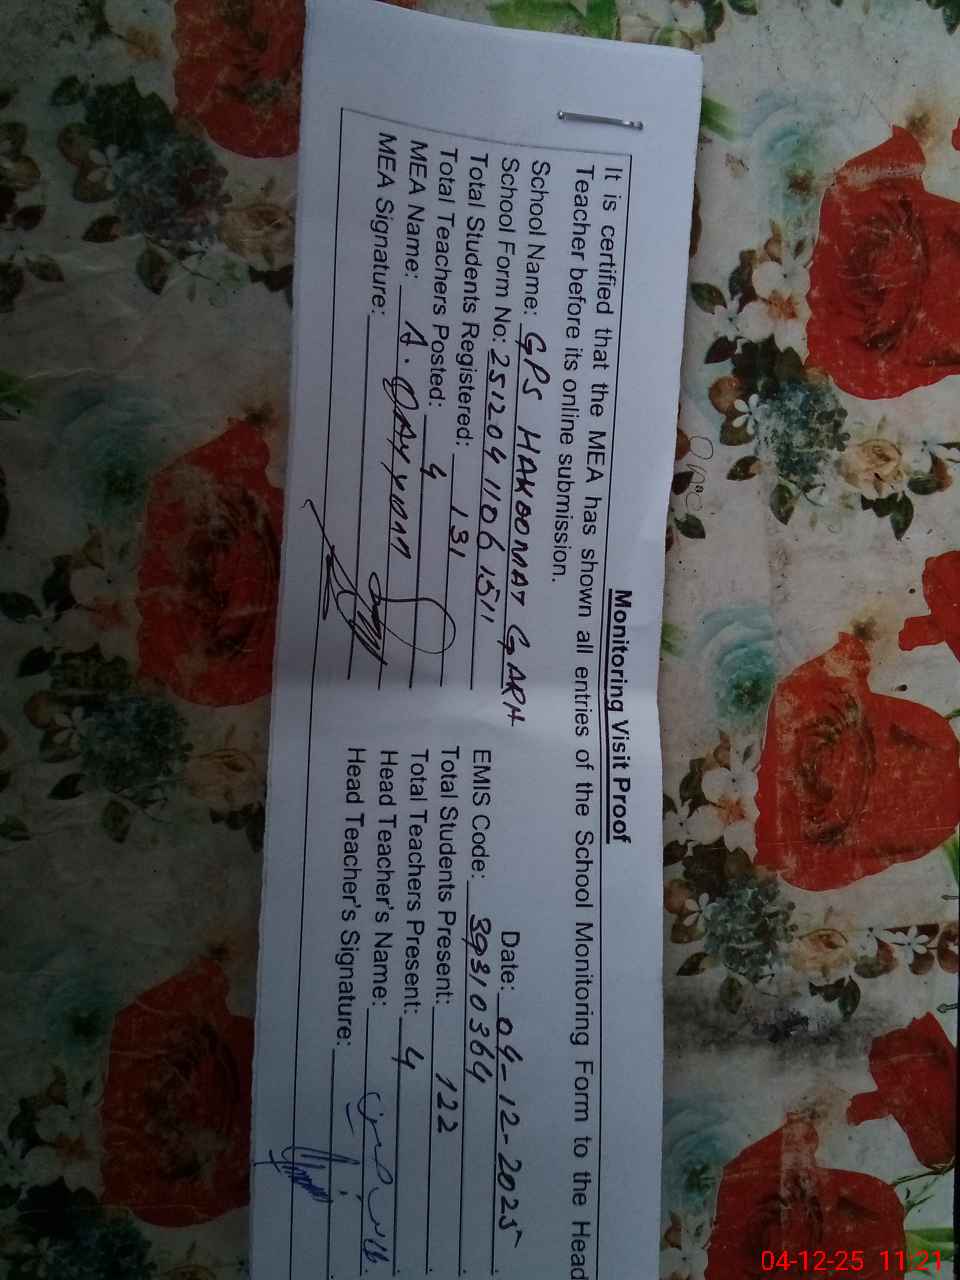 Monitoring Visit Proof
It is certified that the MEA has shown all entries of the School Monitoring Form to the Head
Teacher before its online submission.
School Name: GPS HAKOOMAT GARH Date: 04-12-2025
School Form No: 25120411061511 EMIS Code: 39310364
Total Students Registered: 131 Total Students Present: 122
Total Teachers Posted: 4 Total Teachers Present: 4
MEA Name: A. QAYYOOM Head Teacher's Name:
MEA Signature: Head Teacher's Signature:
04-12-25 11:21